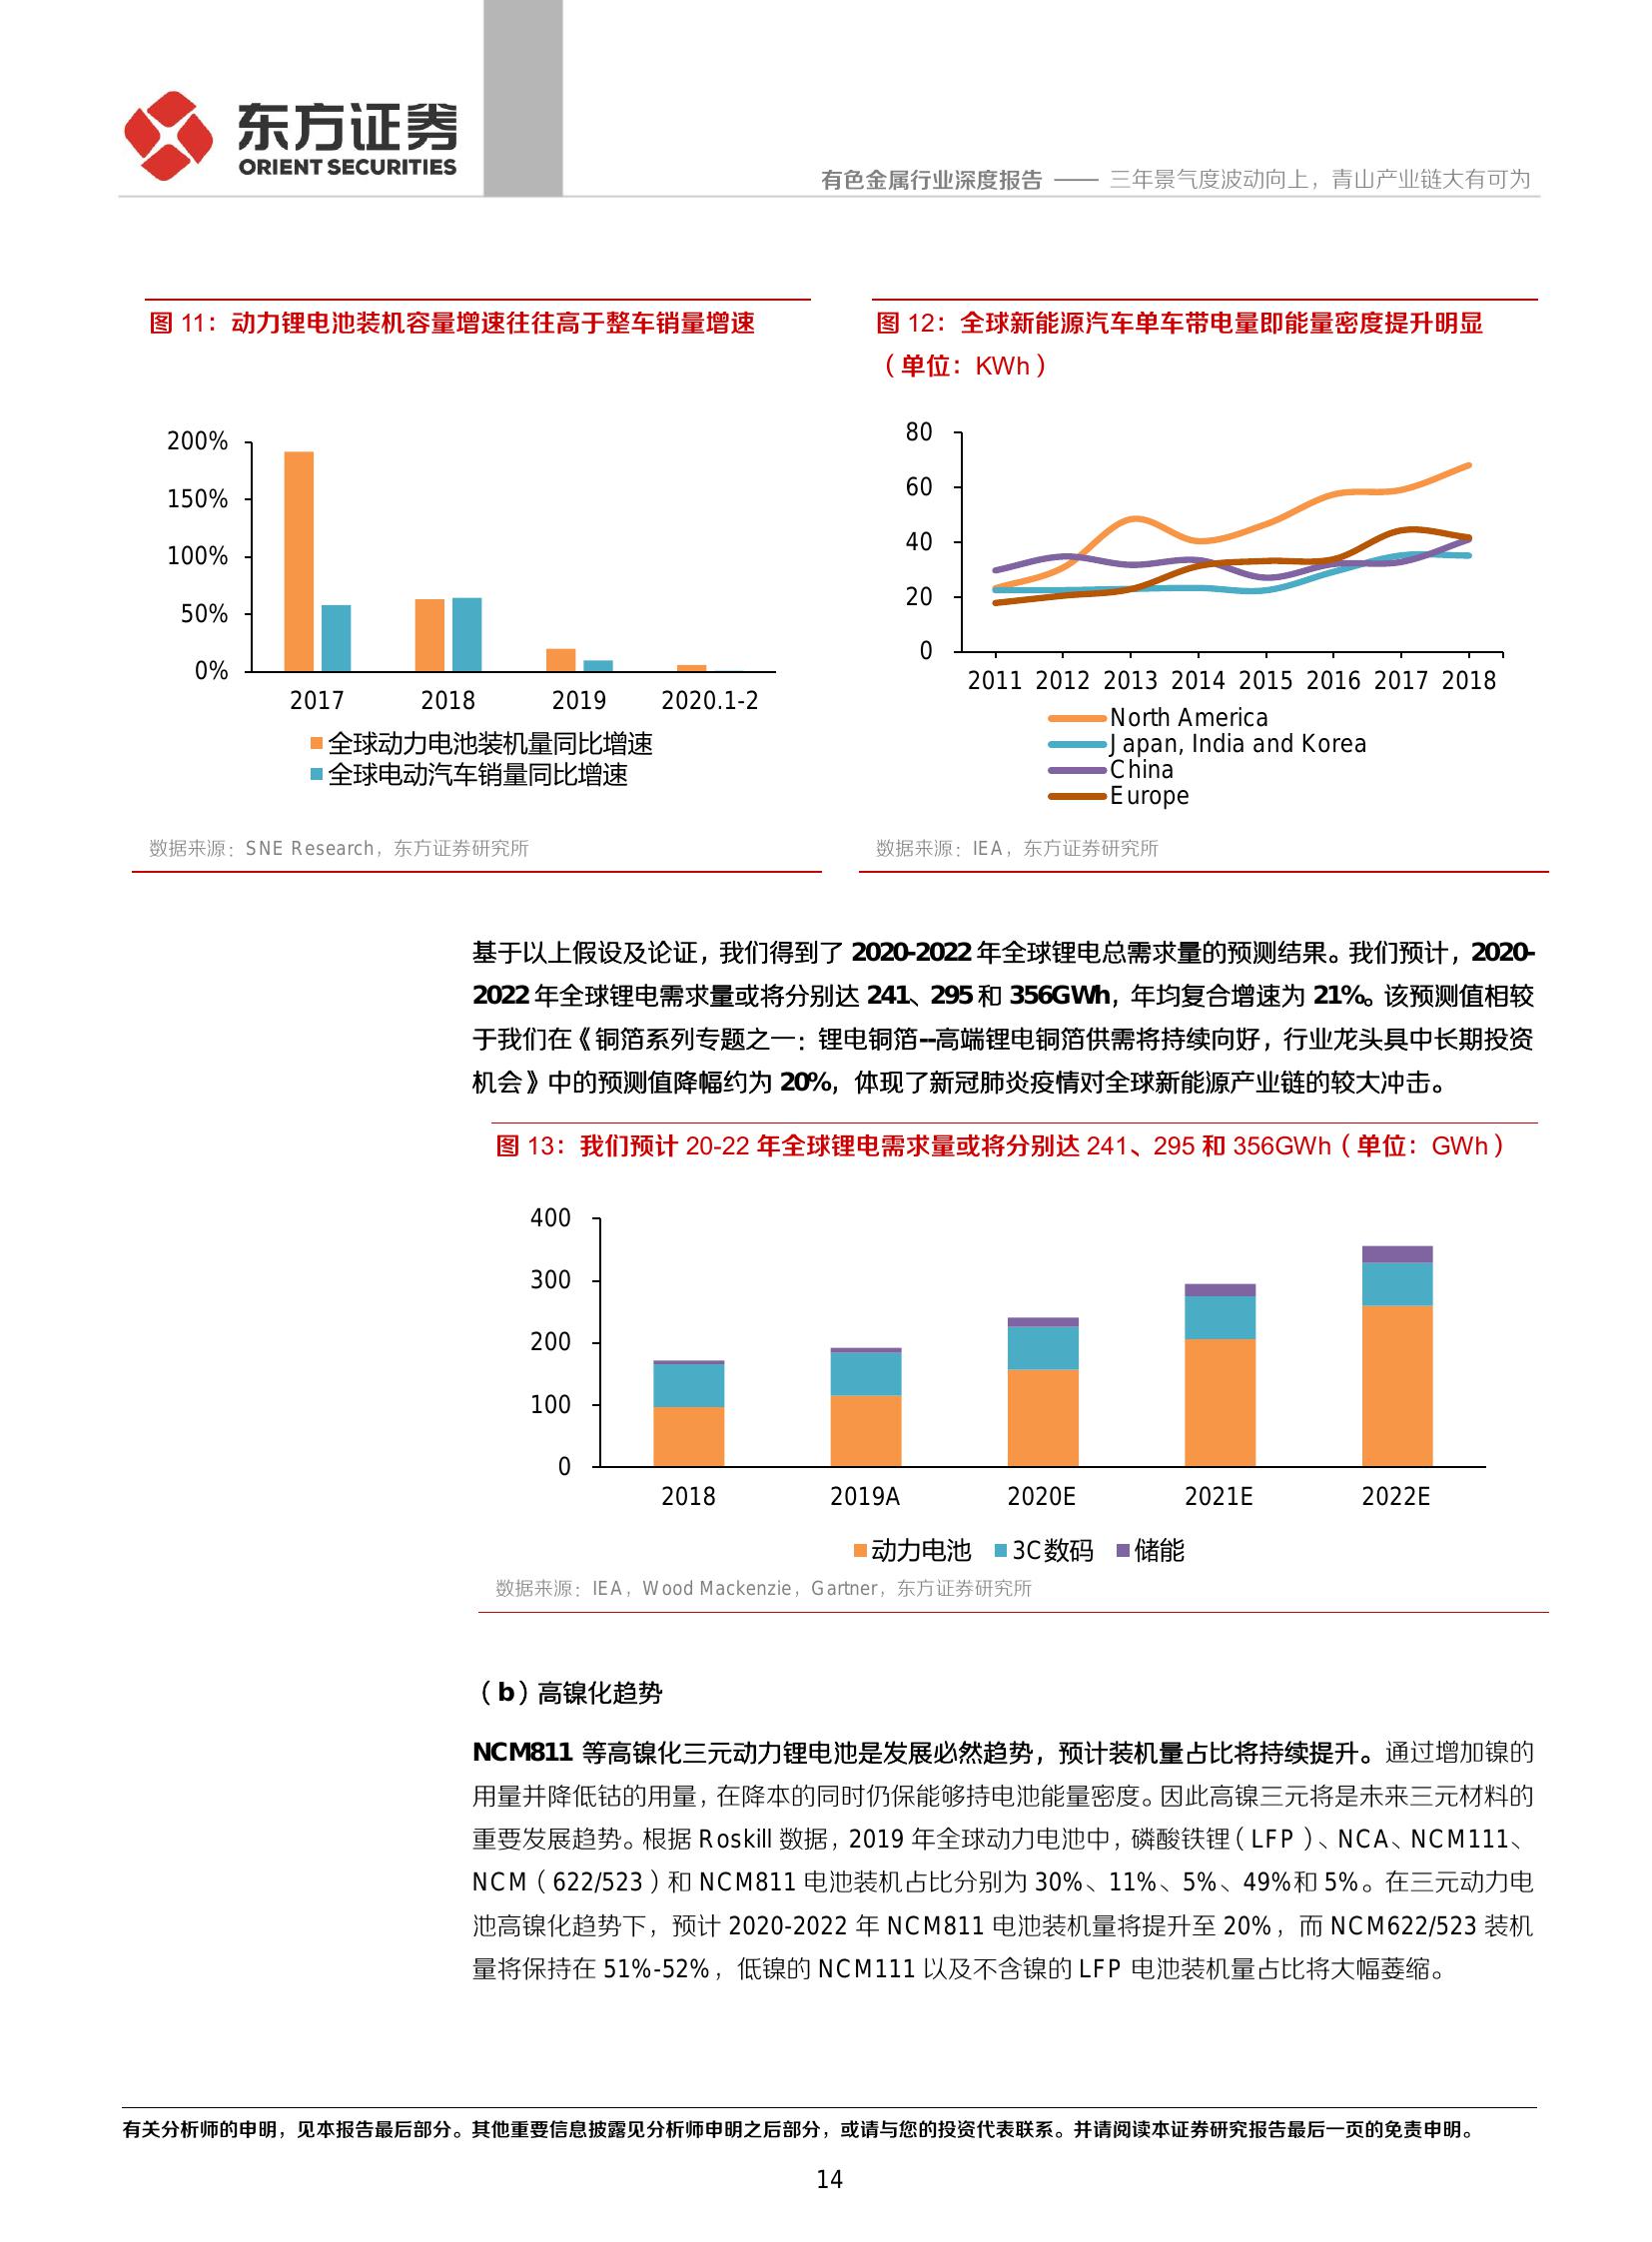 东方证券
ORIENT SECURITIES
有色金属行业深度报告 —— 三年景气度波动向上，青山产业链大有可为
图 11：动力锂电池装机容量增速往往高于整车销量增速
200%
150%
100%
50%
0%
2017 2018 2019 2020.1-2
全球动力电池装机量同比增速
全球电动汽车销量同比增速
数据来源：SNE Research，东方证券研究所
图 12：全球新能源汽车单车带电量即能量密度提升明显
（单位：KWh）
80
60
40
20
0
2011 2012 2013 2014 2015 2016 2017 2018
North America
Japan, India and Korea
China
Europe
数据来源：IEA，东方证券研究所
基于以上假设及论证，我们得到了 2020-2022 年全球锂电总需求量的预测结果。我们预计，2020-
2022 年全球锂电需求量或将分别达 241、295 和 356GWh，年均复合增速为 21%。该预测值相较
于我们在《铜箔系列专题之一：锂电铜箔--高端锂电铜箔供需将持续向好，行业龙头具中长期投资
机会》中的预测值降幅约为 20%，体现了新冠肺炎疫情对全球新能源产业链的较大冲击。
图 13：我们预计 20-22 年全球锂电需求量或将分别达 241、295 和 356GWh（单位：GWh）
400
300
200
100
0
2018 2019A 2020E 2021E 2022E
动力电池 3C数码 储能
数据来源：IEA，Wood Mackenzie，Gartner，东方证券研究所
（b）高镍化趋势
NCM811 等高镍化三元动力锂电池是发展必然趋势，预计装机量占比将持续提升。通过增加镍的
用量并降低钴的用量，在降本的同时仍保能够持电池能量密度。因此高镍三元将是未来三元材料的
重要发展趋势。根据 Roskill 数据，2019 年全球动力电池中，磷酸铁锂（LFP）、NCA、NCM111、
NCM（622/523）和 NCM811 电池装机占比分别为 30%、11%、5%、49%和 5%。在三元动力电
池高镍化趋势下，预计 2020-2022 年 NCM811 电池装机量将提升至 20%，而 NCM622/523 装机
量将保持在 51%-52%，低镍的 NCM111 以及不含镍的 LFP 电池装机量占比将大幅萎缩。
有关分析师的申明，见本报告最后部分。其他重要信息披露见分析师申明之后部分，或请与您的投资代表联系。并请阅读本证券研究报告最后一页的免责申明。
14